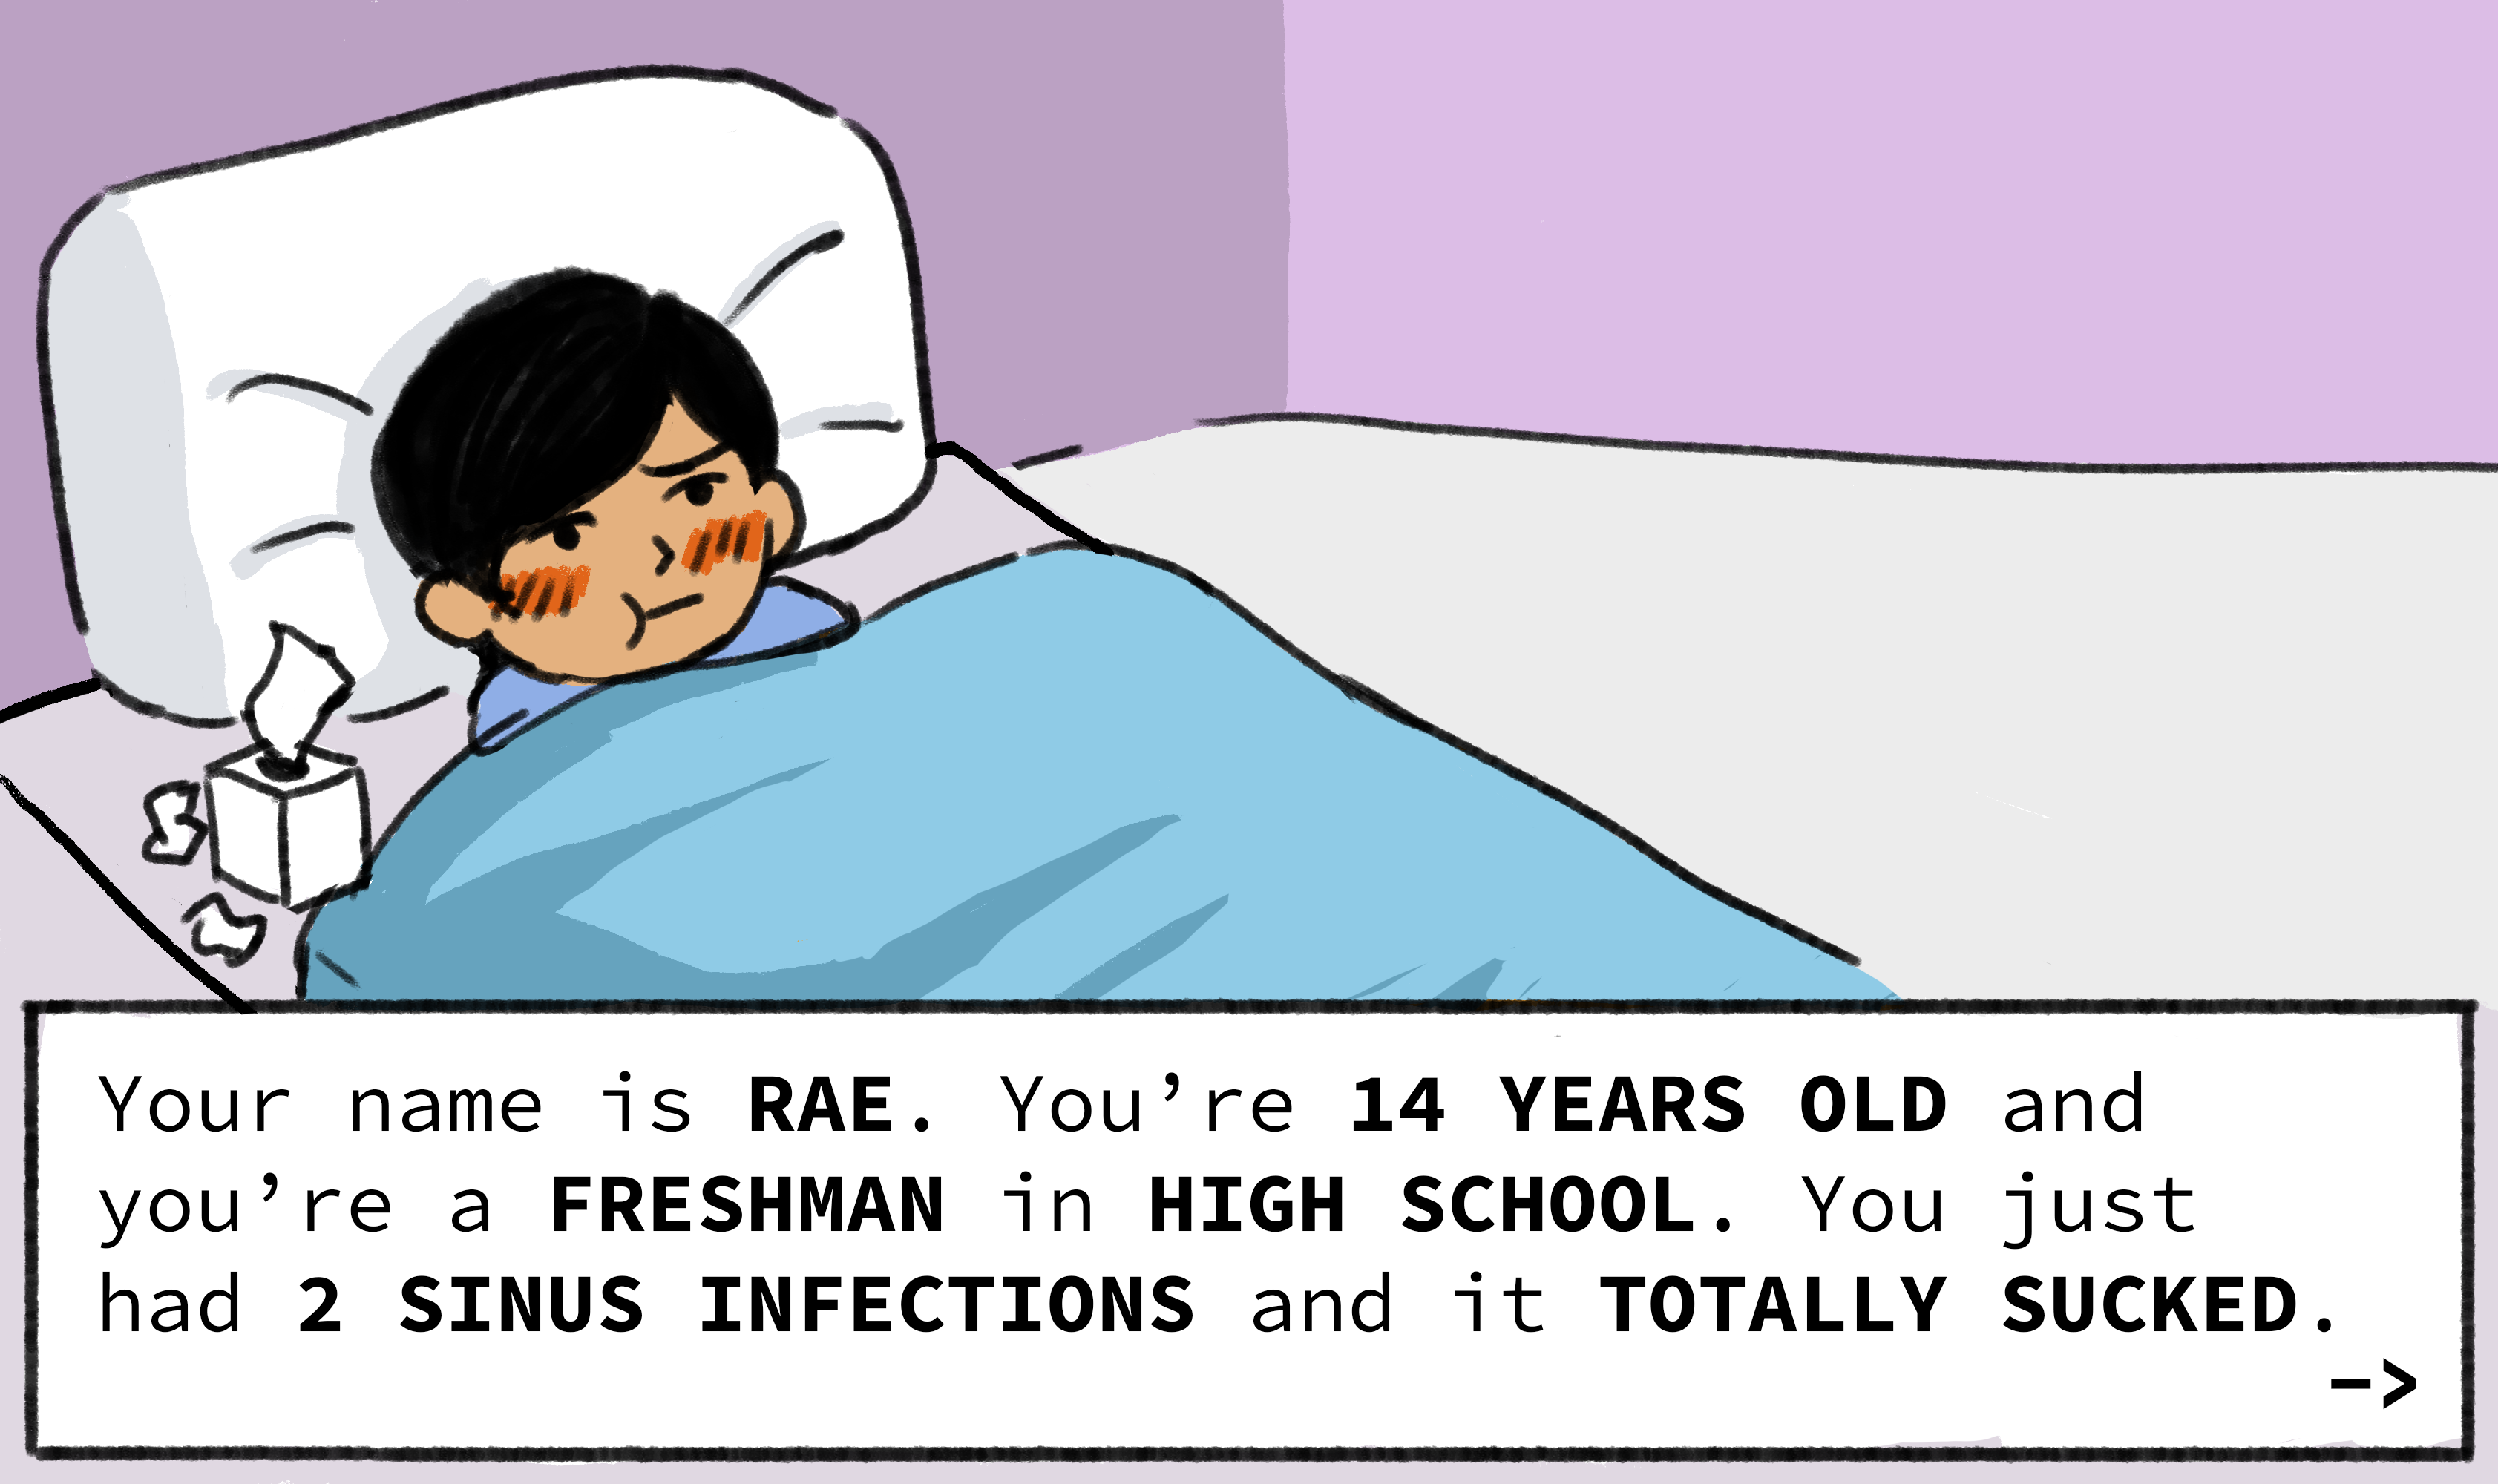 Your name is RAE. You’re 14 YEARS OLD and
you’re a FRESHMAN in HIGH SCHOOL. You just
had 2 SINUS INFECTIONS and it TOTALLY SUCKED.
—>